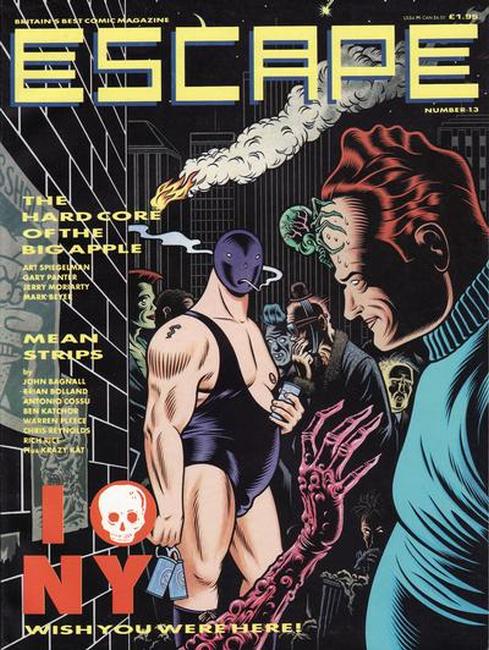 BRITAIN'S BEST COMIC MAGAZINE
£1.95
ESCAPE
NUMBER 13
THE
HARD CORE
OF THE
BIG APPLE
ART SPIEGELMAN
GARY PANTER
JERRY MORIARTY
MARK BEYER
MEAN
STRIPS
by
JOHN BAGNALL
BRIAN BOLLAND
ANTONIO COSSU
BEN KATCHOR
WARREN PLEECE
CHRIS REYNOLDS
RICH RICE
Plus KRAZY KAT
I
NY
WISH YOU WERE HERE!